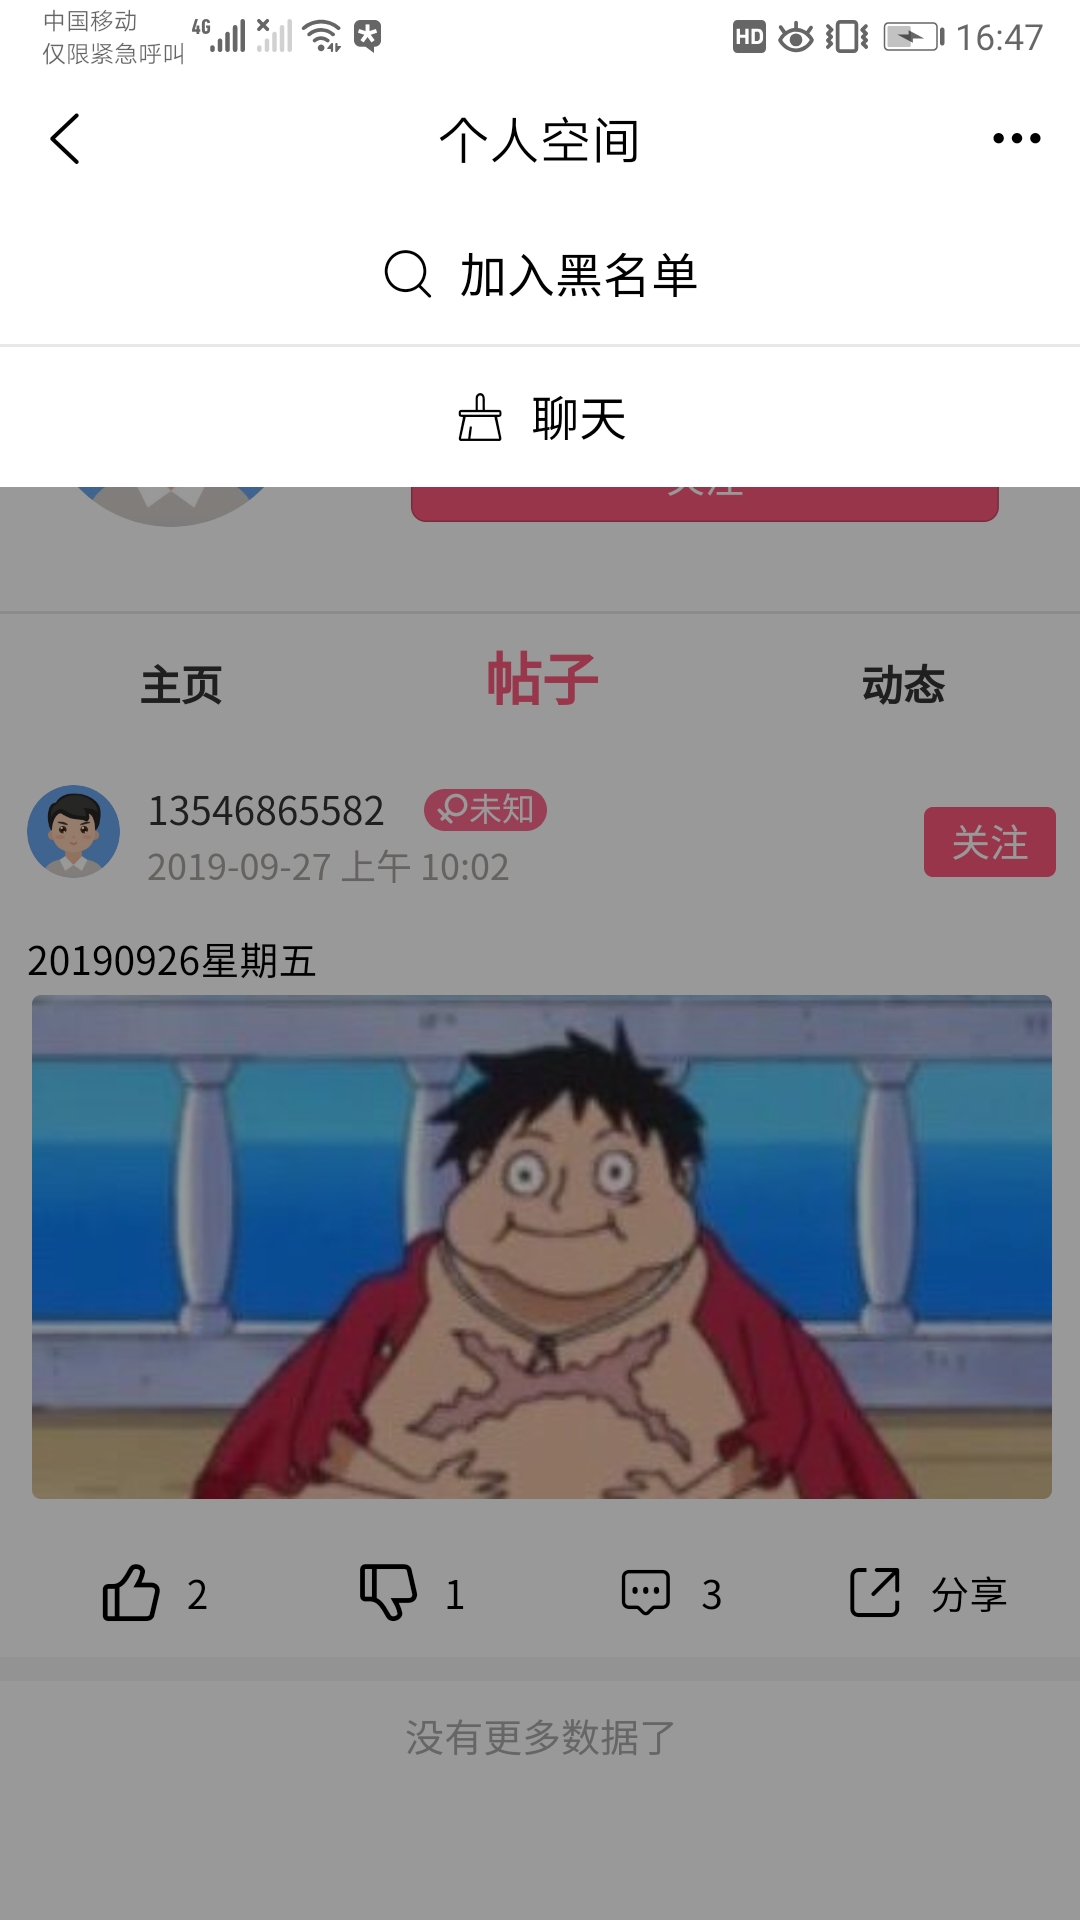 中国移动
仅限紧急呼叫
4G
HD
16:47
个人空间
加入黑名单
聊天
关注
主页
帖子
动态
13546865582
未知
2019-09-27 上午 10:02
关注
20190926星期五
2
1
3
分享
没有更多数据了